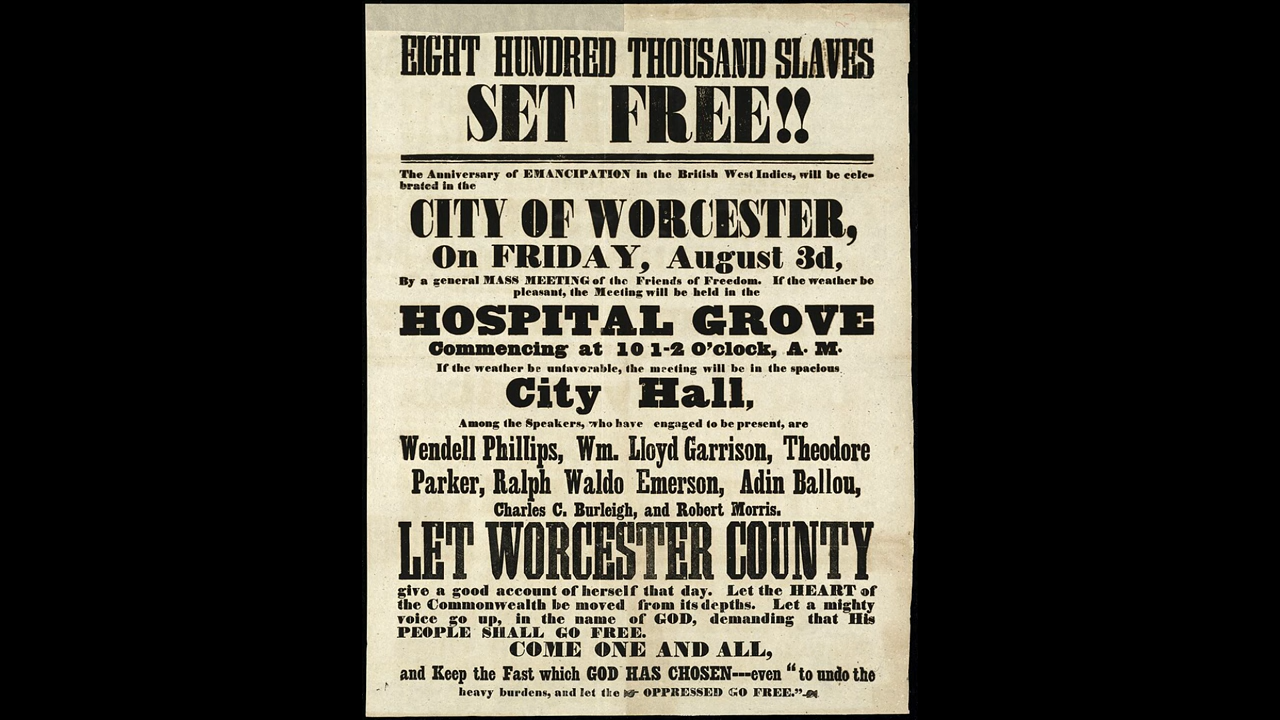 EIGHT HUNDRED THOUSAND SLAVES
SET FREE!!
The Anniversary of EMANCIPATION in the British West Indies, will be cele-
brated in the
CITY OF WORCESTER,
On FRIDAY, August 3d,
By a general MASS MEETING of the Friends of Freedom. If the weather be
pleasant, the Meeting will be held in the
HOSPITAL GROVE
Commencing at 10 1-2 O'clock, A. M.
If the weather be unfavorable, the meeting will be in the spacious
City Hall,
Among the Speakers, who have engaged to be present, are
Wendell Phillips, Wm. Lloyd Garrison, Theodore
Parker, Ralph Waldo Emerson, Adin Ballou,
Charles C. Burleigh, and Robert Morris.
LET WORCESTER COUNTY
give a good account of herself that day. Let the HEART of
the Commonwealth be moved from its depths. Let a mighty
voice go up, in the name of GOD, demanding that His
PEOPLE SHALL GO FREE.
COME ONE AND ALL,
and Keep the Fast which GOD HAS CHOSEN---even "to undo the
heavy burdens, and let the ☞ OPPRESSED GO FREE."☜